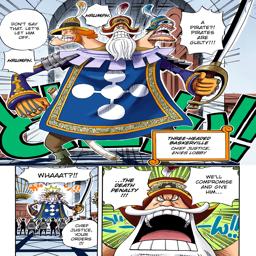 DON'T
SAY THAT.
LET'S
LET HIM
OFF.
HRUMPH.
A
PIRATE?!
PIRATES
ARE
GUILTY!!!
HRUMPH.
THREE-HEADED
BASKERVILLE
CHIEF JUSTICE,
ENIES LOBBY
WHAAAT?!!
CHIEF
JUSTICE,
YOUR
ORDERS
!?
WE'LL
COMPROMISE
AND GIVE
HIM...
...THE
DEATH
PENALTY
!!!